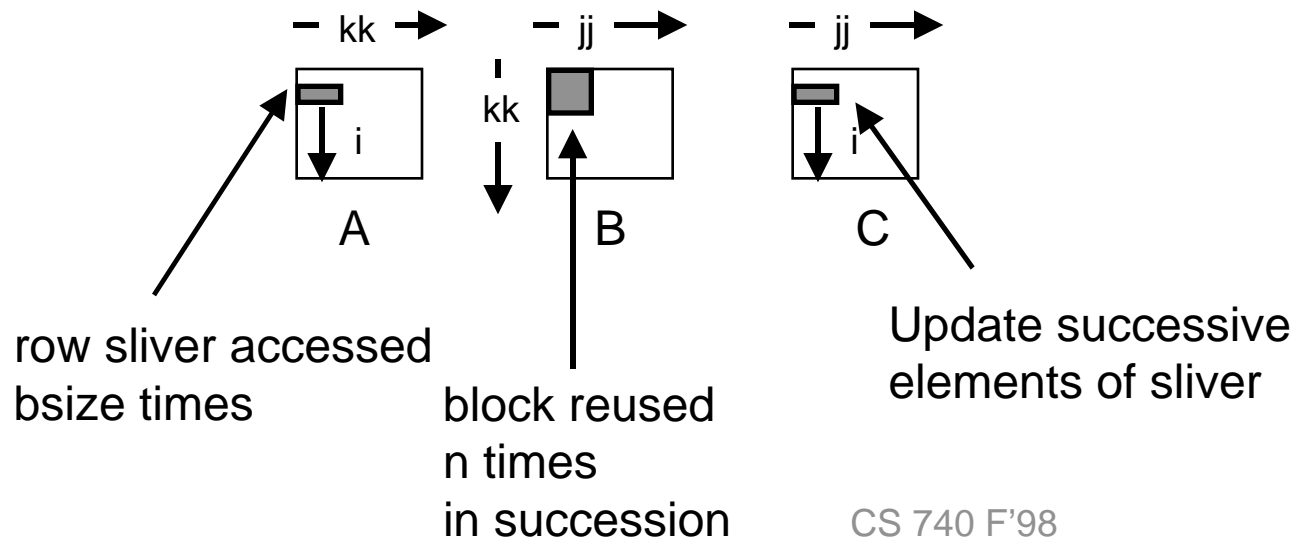 kk
jj
jj
kk
i
i
A
B
C
row sliver accessed
bsize times
block reused
n times
in succession
Update successive
elements of sliver
CS 740 F'98